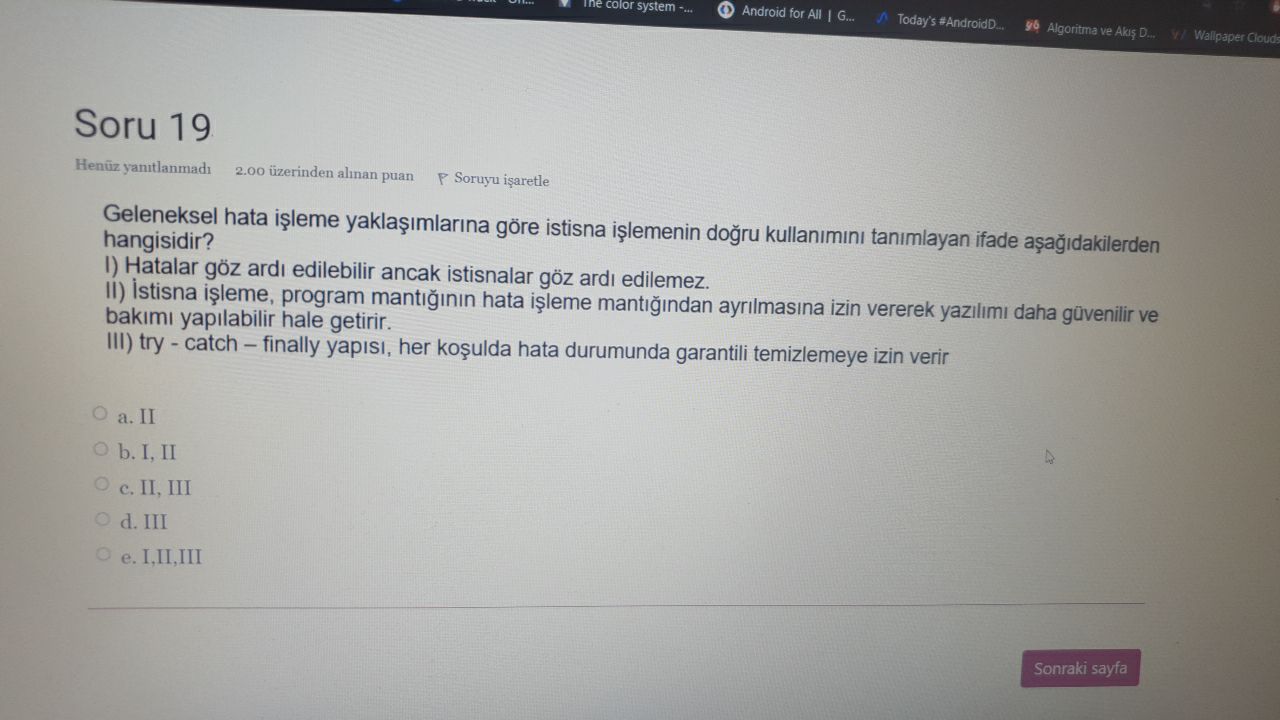 The color system -...
Android for All | G...
Today's #AndroidD...
Algoritma ve Akış D...
Wallpaper Clouds
Soru 19
Henüz yanıtlanmadı 2.00 üzerinden alınan puan Soruyu işaretle
Geleneksel hata işleme yaklaşımlarına göre istisna işlemenin doğru kullanımını tanımlayan ifade aşağıdakilerden
hangisidir?
I) Hatalar göz ardı edilebilir ancak istisnalar göz ardı edilemez.
II) İstisna işleme, program mantığının hata işleme mantığından ayrılmasına izin vererek yazılımı daha güvenilir ve
bakımı yapılabilir hale getirir.
III) try - catch – finally yapısı, her koşulda hata durumunda garantili temizlemeye izin verir
a. II
b. I, II
c. II, III
d. III
e. I,II,III
Sonraki sayfa